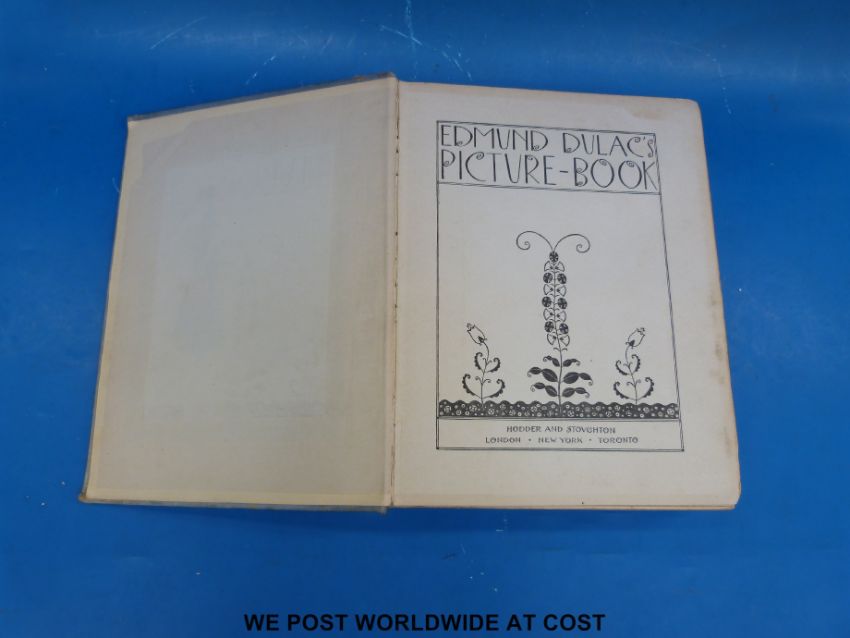 EDMUND DULAC'S
PICTURE-BOOK
HODDER AND STOUGHTON
LONDON • NEW YORK • TORONTO
WE POST WORLDWIDE AT COST